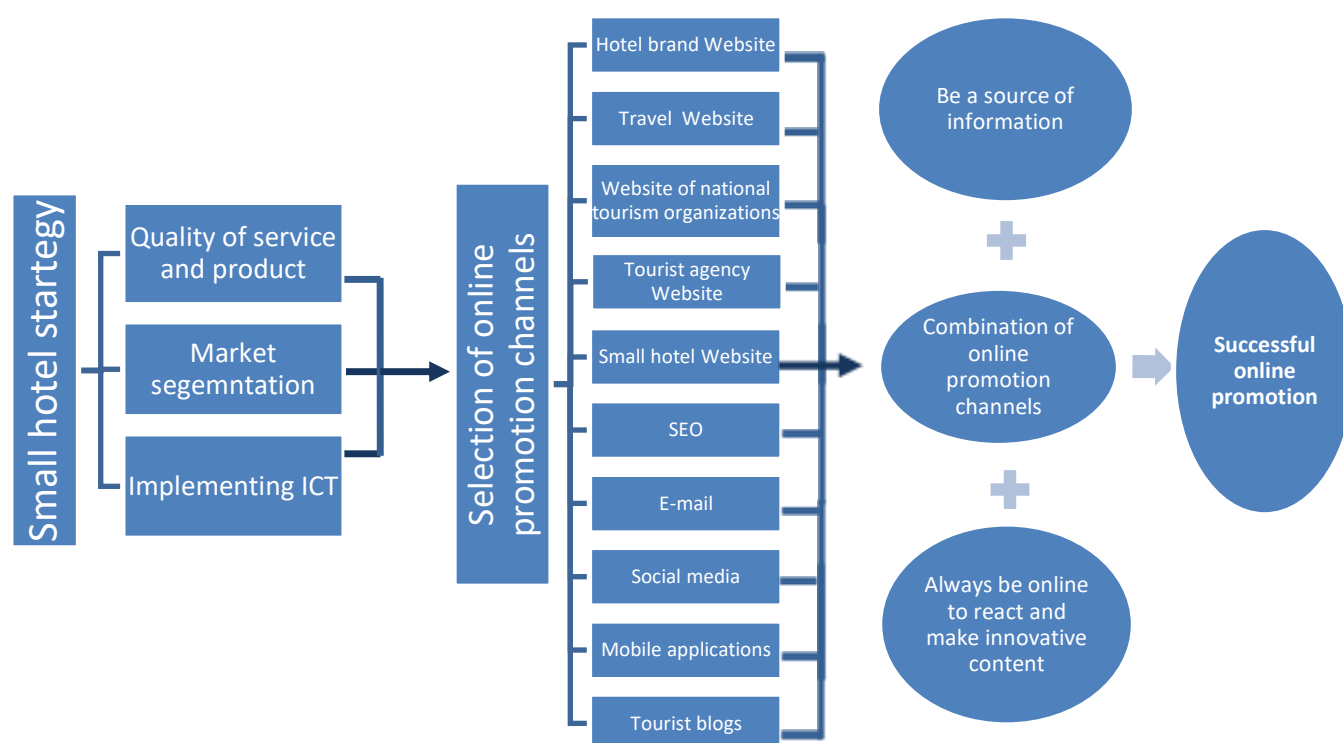 Small hotel startegy
Quality of service
and product
Market
segemntation
Implementing ICT
Selection of online
promotion channels
Hotel brand Website
Travel Website
Website of national
tourism organizations
Tourist agency
Website
Small hotel Website
SEO
E-mail
Social media
Mobile applications
Tourist blogs
Be a source of
information
Combination of
online
promotion
channels
Always be online
to react and
make innovative
content
Successful
online
promotion